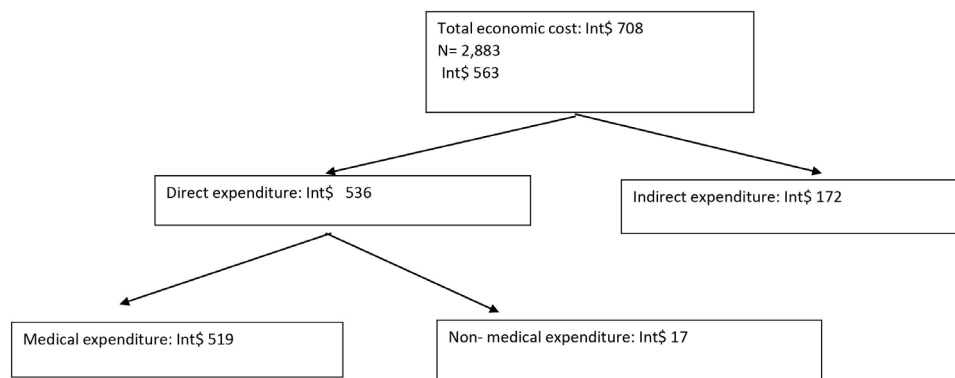 Total economic cost: Int$ 708
N= 2,883
Int$ 563
Direct expenditure: Int$ 536
Indirect expenditure: Int$ 172
Medical expenditure: Int$ 519
Non- medical expenditure: Int$ 17